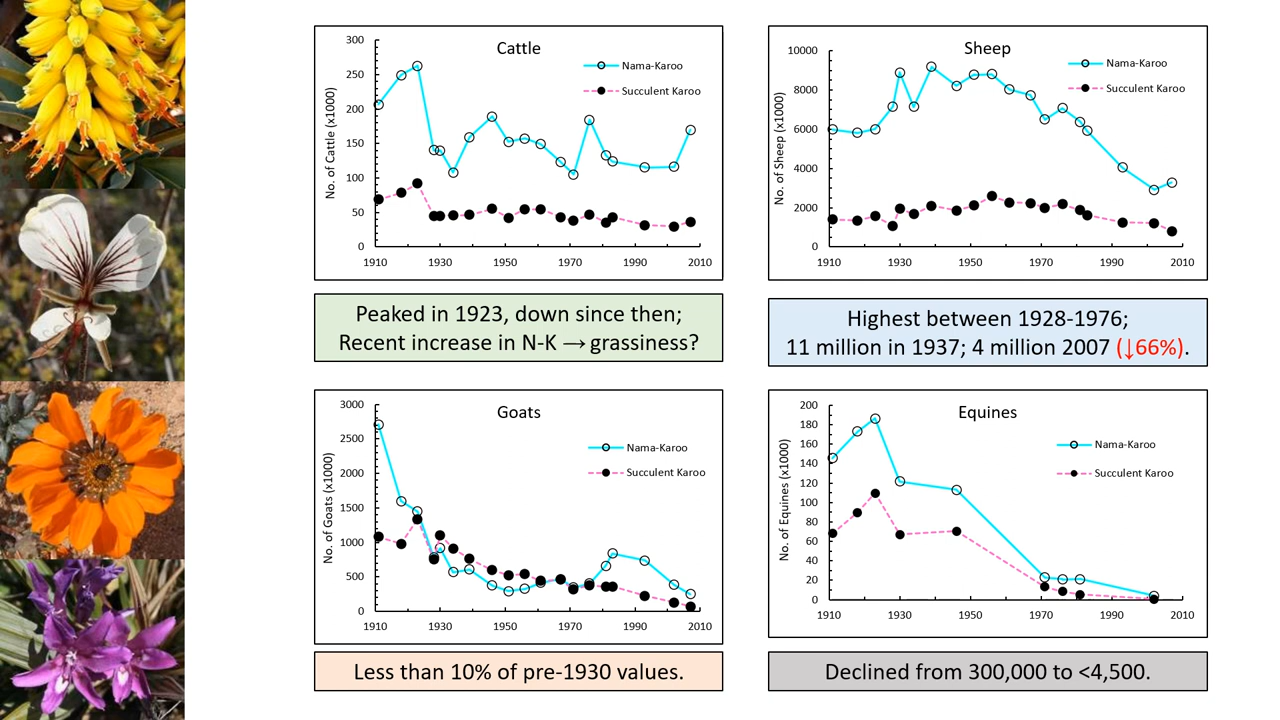 Cattle
Nama-Karoo
Succulent Karoo
No. of Cattle (x1000)
300
250
200
150
100
50
0
1910 1930 1950 1970 1990 2010
Peaked in 1923, down since then;
Recent increase in N-K → grassiness?
Sheep
Nama-Karoo
Succulent Karoo
No. of Sheep (x1000)
10000
8000
6000
4000
2000
0
1910 1930 1950 1970 1990 2010
Highest between 1928-1976;
11 million in 1937; 4 million 2007 (↓66%).
Goats
Nama-Karoo
Succulent Karoo
No. of Goats (x1000)
3000
2500
2000
1500
1000
500
0
1910 1930 1950 1970 1990 2010
Less than 10% of pre-1930 values.
Equines
Nama-Karoo
Succulent Karoo
No. of Equines (x1000)
200
180
160
140
120
100
80
60
40
20
0
1910 1930 1950 1970 1990 2010
Declined from 300,000 to <4,500.